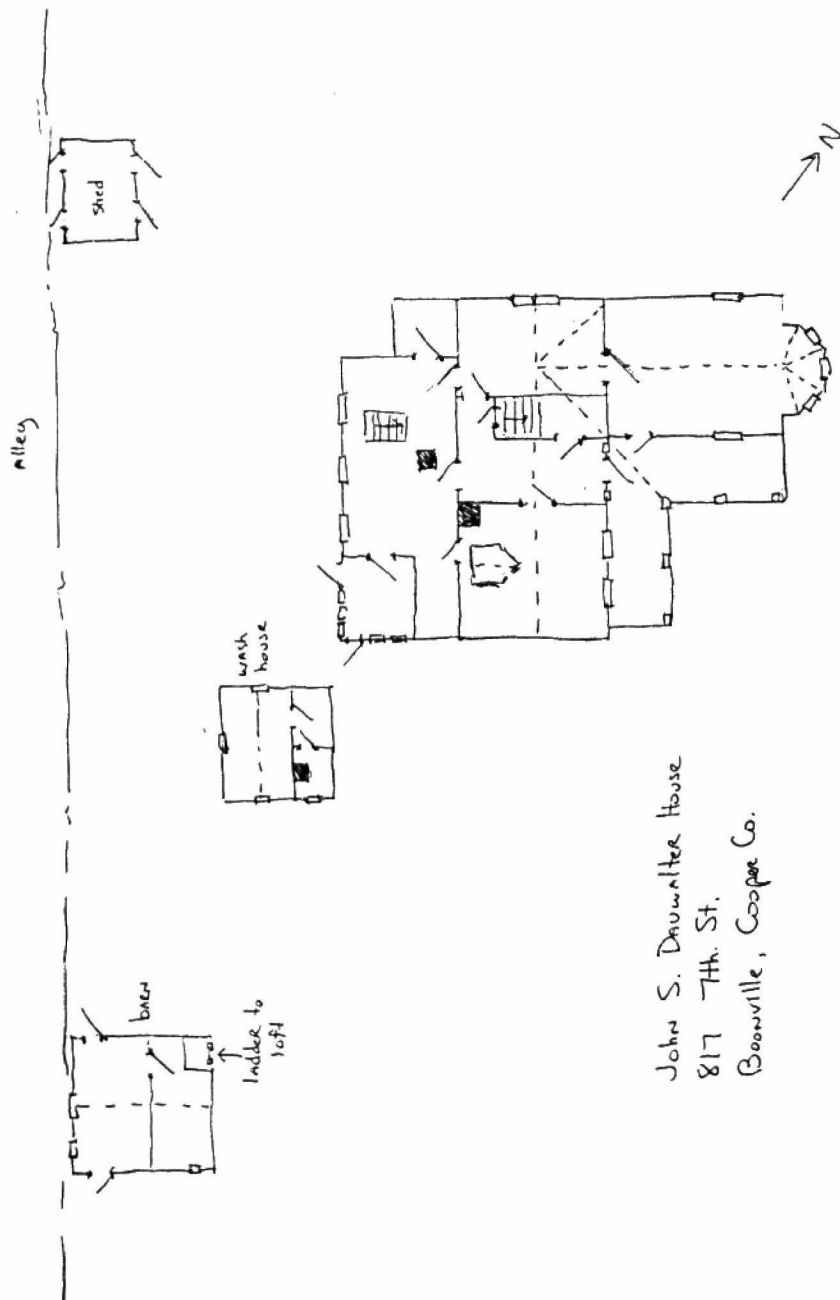 Alley
shed
N
wash
house
barn
ladder to
loft
John S. Dauwalter House
817 7th. St.
Boonville, Cooper Co.